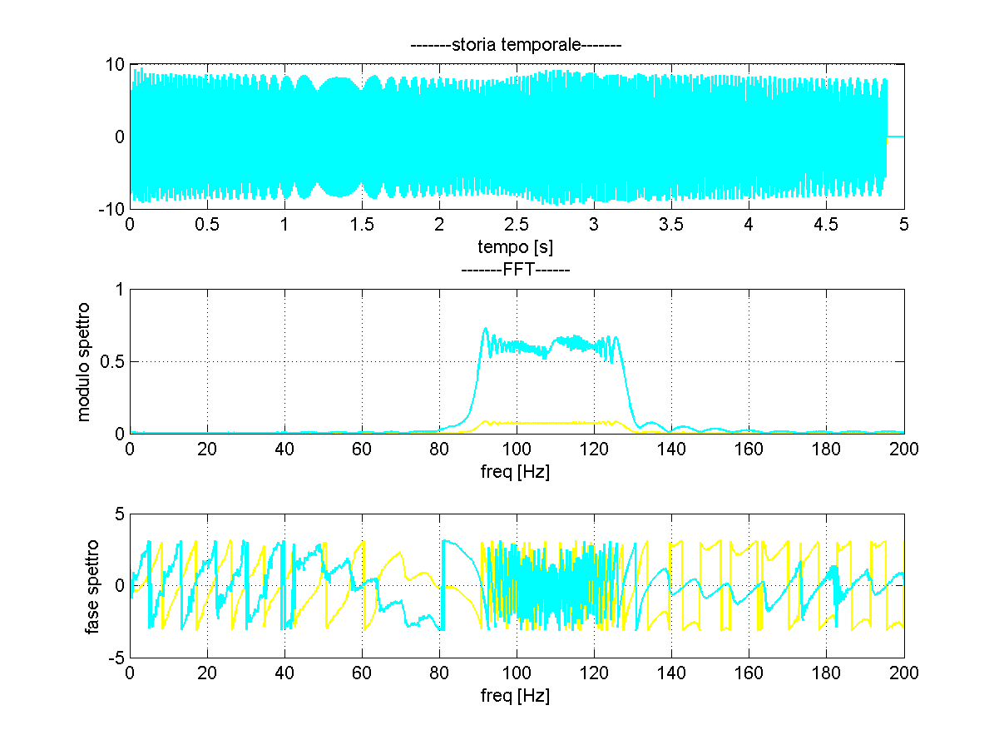 -------storia temporale-------
10
0
-10
0 0.5 1 1.5 2 2.5 3 3.5 4 4.5 5
tempo [s]
-------FFT------
1
0.5
0
modulo spettro
0 20 40 60 80 100 120 140 160 180 200
freq [Hz]
5
0
-5
fase spettro
0 20 40 60 80 100 120 140 160 180 200
freq [Hz]